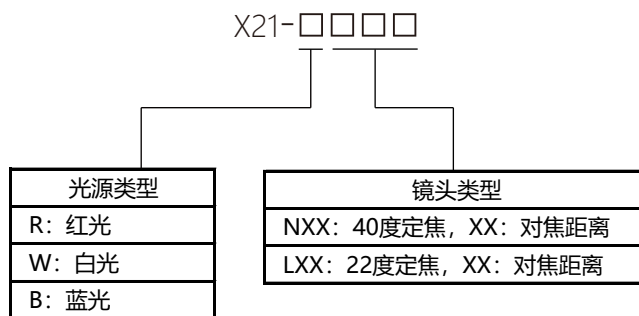 X21-□□□□
光源类型
R：红光
W：白光
B：蓝光
镜头类型
NXX：40度定焦，XX：对焦距离
LXX：22度定焦，XX：对焦距离